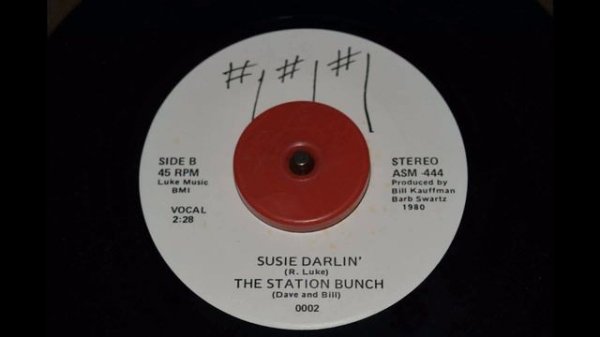 #1 #1 #1
SIDE B
45 RPM
Luke Music
BMI
VOCAL
2:28
STEREO
ASM-444
Produced by
Bill Kauffman
Barb Swartz
1980
SUSIE DARLIN'
(R. Luke)
THE STATION BUNCH
(Dave and Bill)
0002